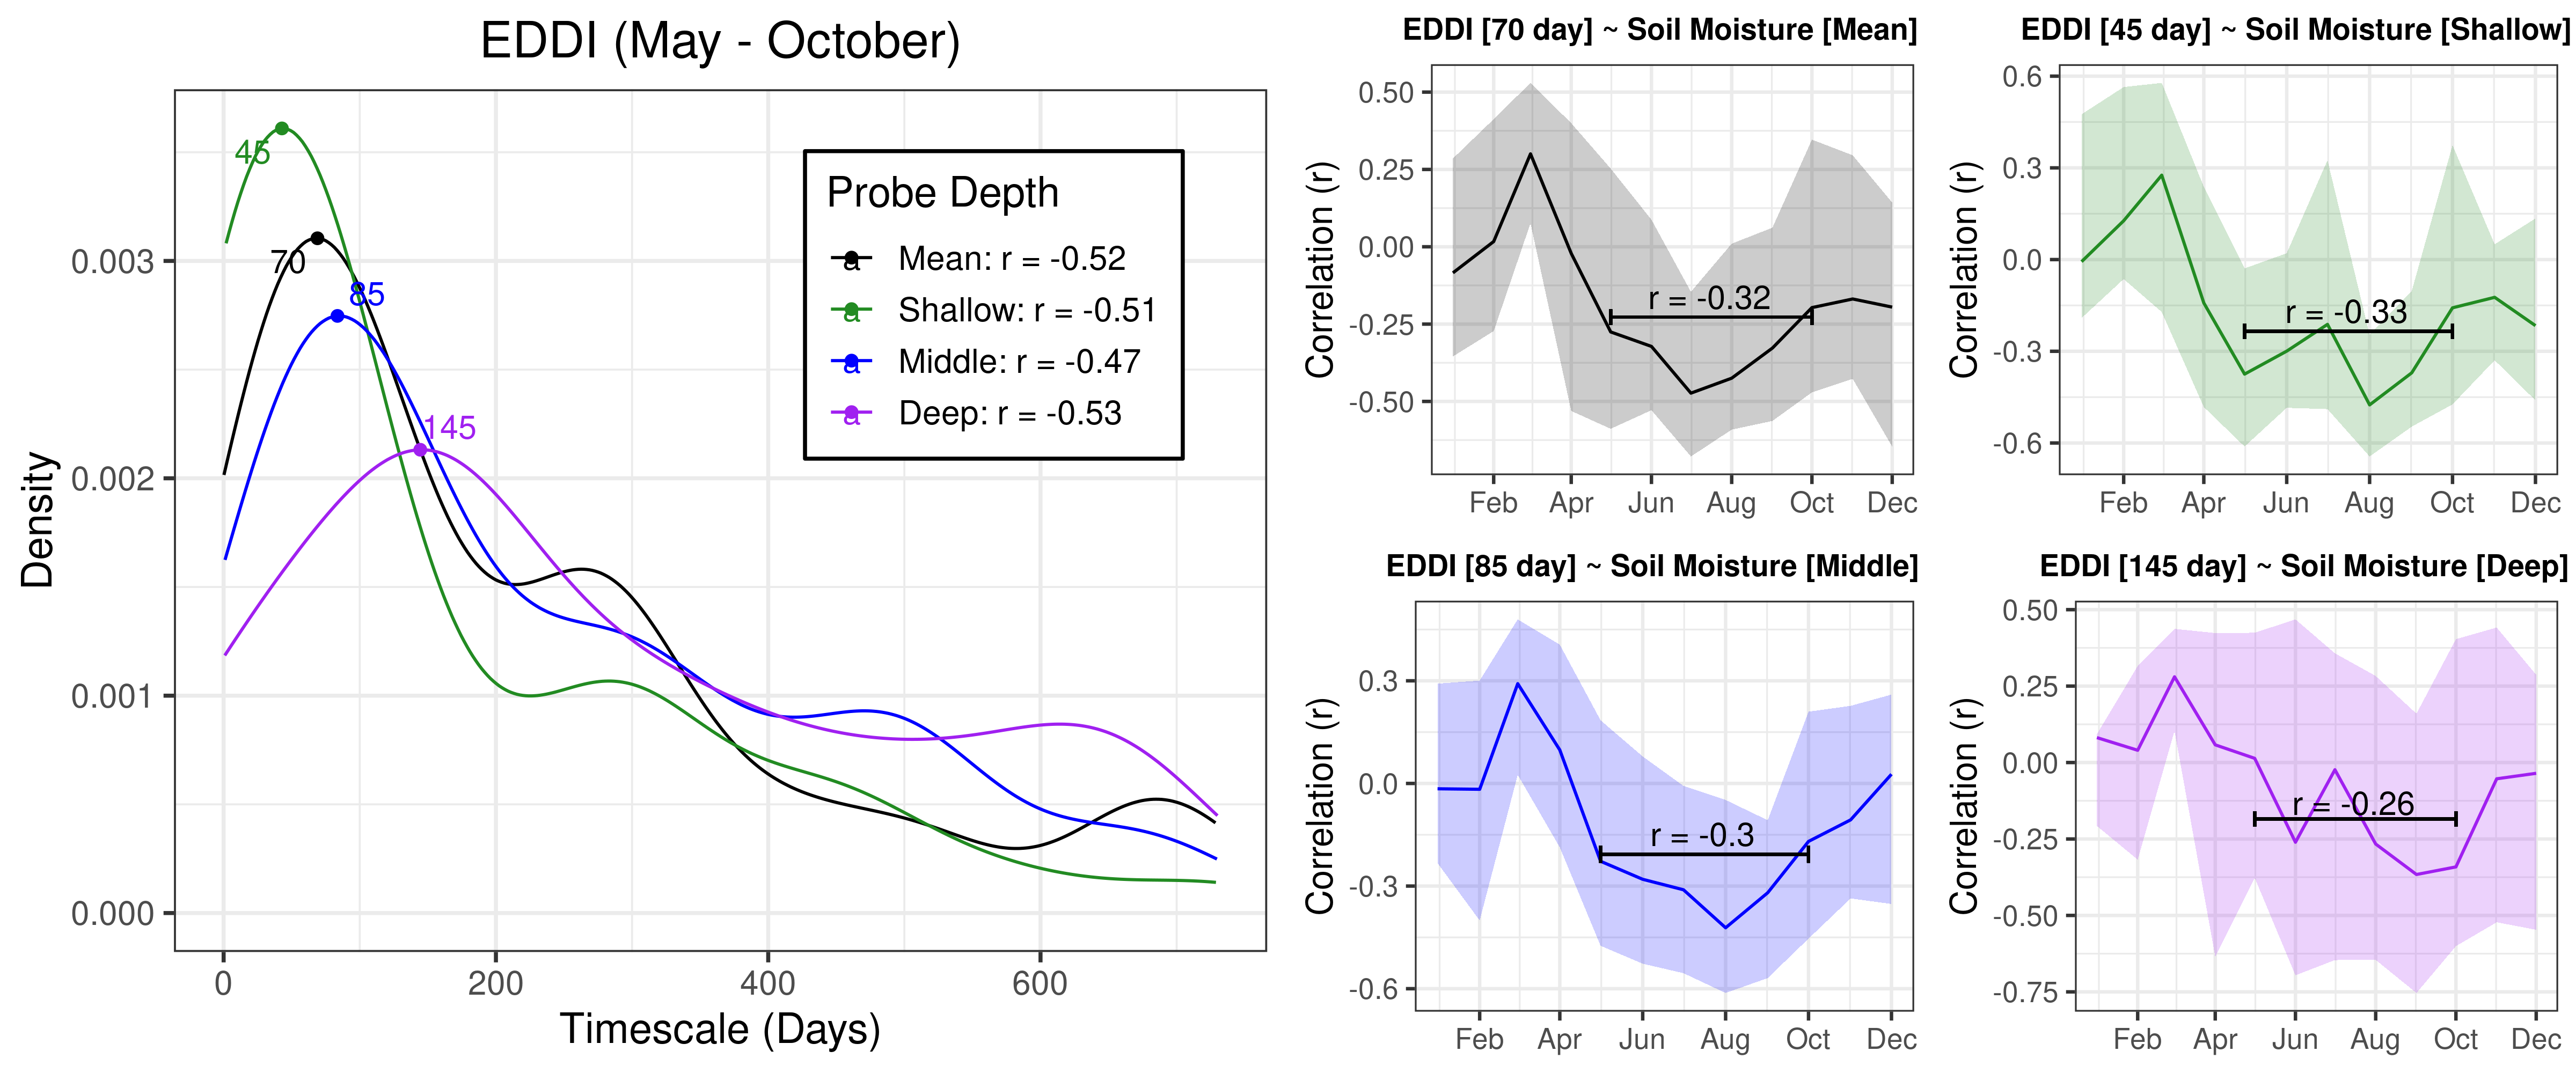 EDDI (May - October)
Density
0.003
0.002
0.001
0.000
0
200
400
600
Timescale (Days)
45
70
85
145
Probe Depth
a Mean: r = -0.52
a Shallow: r = -0.51
a Middle: r = -0.47
a Deep: r = -0.53
EDDI [70 day] ~ Soil Moisture [Mean]
Correlation (r)
0.50
0.25
0.00
-0.25
-0.50
r = -0.32
Feb Apr Jun Aug Oct Dec
EDDI [45 day] ~ Soil Moisture [Shallow]
Correlation (r)
0.6
0.3
0.0
-0.3
-0.6
r = -0.33
Feb Apr Jun Aug Oct Dec
EDDI [85 day] ~ Soil Moisture [Middle]
Correlation (r)
0.3
0.0
-0.3
-0.6
r = -0.3
Feb Apr Jun Aug Oct Dec
EDDI [145 day] ~ Soil Moisture [Deep]
Correlation (r)
0.50
0.25
0.00
-0.25
-0.50
-0.75
r = -0.26
Feb Apr Jun Aug Oct Dec